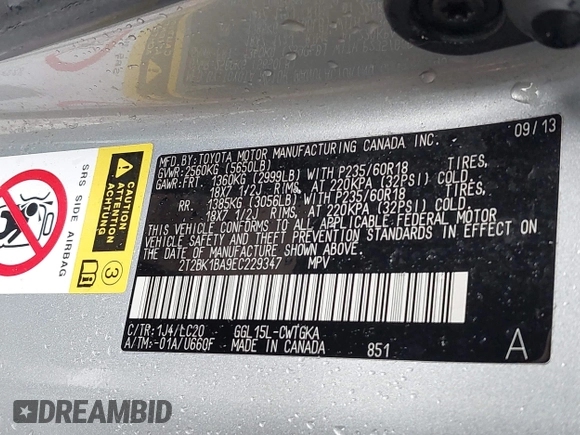 MFD.BY:TOYOTA MOTOR MANUFACTURING CANADA INC. 09/13
GVWR:2560KG (5650LB)
GAWR:FRT. 1360KG (2999LB) WITH P235/60R18 TIRES,
18X7 1/2J RIMS, AT 220KPA (32PSI) COLD.
RR. 1385KG (3056LB) WITH P235/60R18 TIRES,
18X7 1/2J RIMS, AT 220KPA (32PSI) COLD.
THIS VEHICLE CONFORMS TO ALL APPLICABLE FEDERAL MOTOR
VEHICLE SAFETY AND THEFT PREVENTION STANDARDS IN EFFECT
ON THE DATE OF MANUFACTURE SHOWN ABOVE.
2T2BK1BA9EC229347 MPV
C/TR:1J4/LC20 GGL15L-CWTGKA
A/TM:-01A/U660F MADE IN CANADA 851 A
ACHTUNG
SRS SIDE AIRBAG
3
DREAMBID